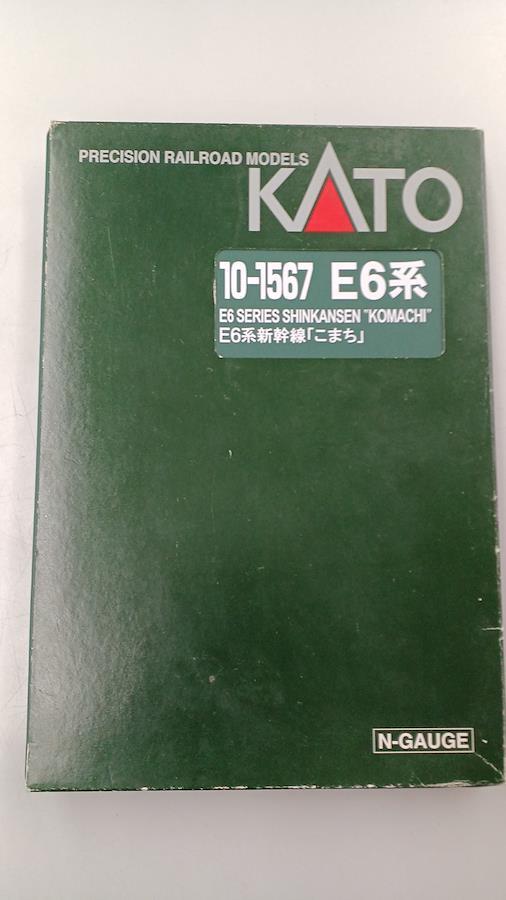 PRECISION RAILROAD MODELS
KATO
10-1567 E6系
E6 SERIES SHINKANSEN "KOMACHI"
E6系新幹線「こまち」
N-GAUGE